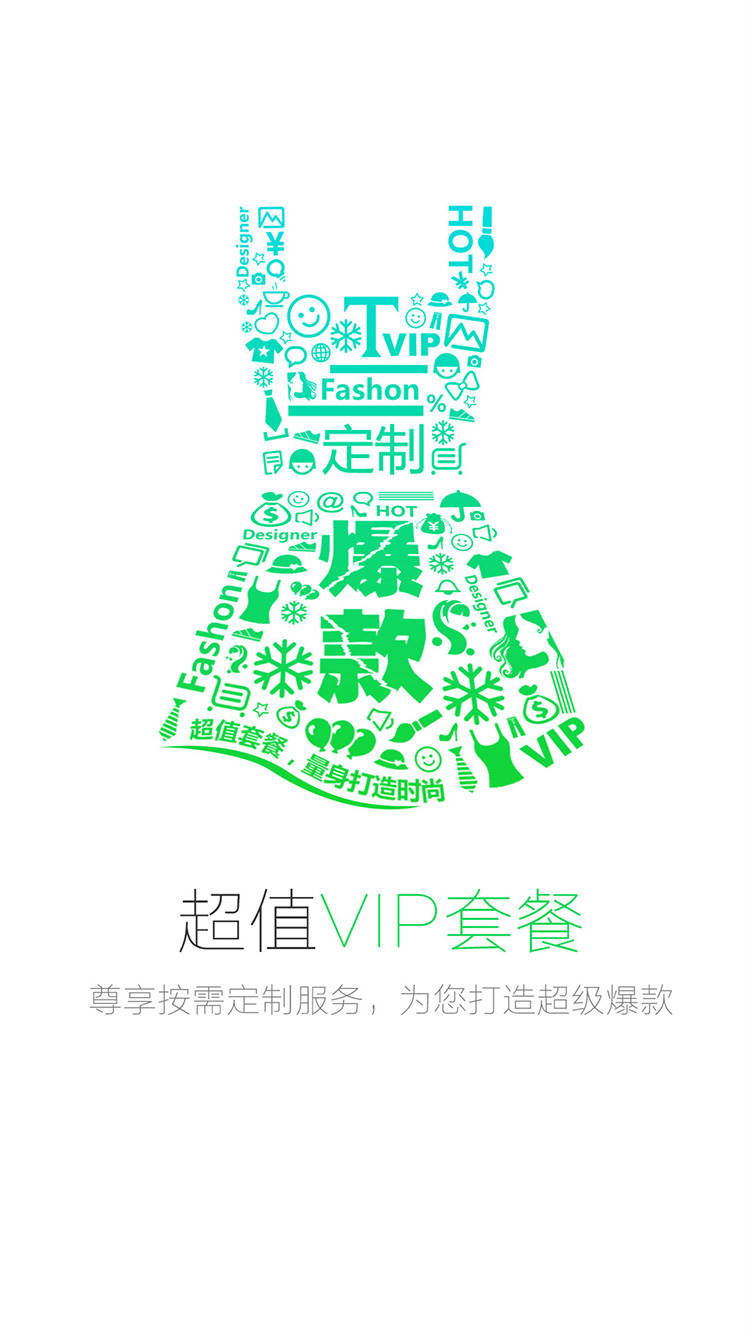 Designer
¥
HOT
T
VIP
Fashon
%
定制
$
@
HOT
¥
Designer
爆
款
Designer
Fashon
$
$
VIP
超值套餐，量身打造时尚
超值VIP套餐
尊享按需定制服务，为您打造超级爆款